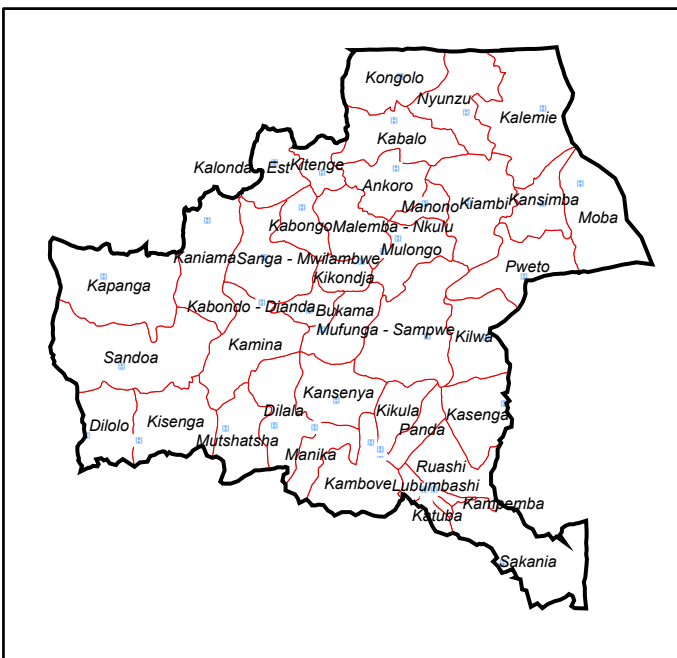 Kongolo
Nyunzu
Kalemie
Kabalo
Kalonda Est
Kitenge
Ankoro
Manono
Kiambi
Kansimba
Moba
Kabongo
Malemba - Nkulu
Mulongo
Kaniama
Sanga - Mwilambwe
Kikondja
Pweto
Kapanga
Kabondo - Dianda
Bukama
Mufunga - Sampwe
Kilwa
Kamina
Sandoa
Kansenya
Kikula
Kasenga
Dilala
Dilolo
Kisenga
Mutshatsha
Panda
Manika
Ruashi
Kambove
Lubumbashi
Kampemba
Katuba
Sakania